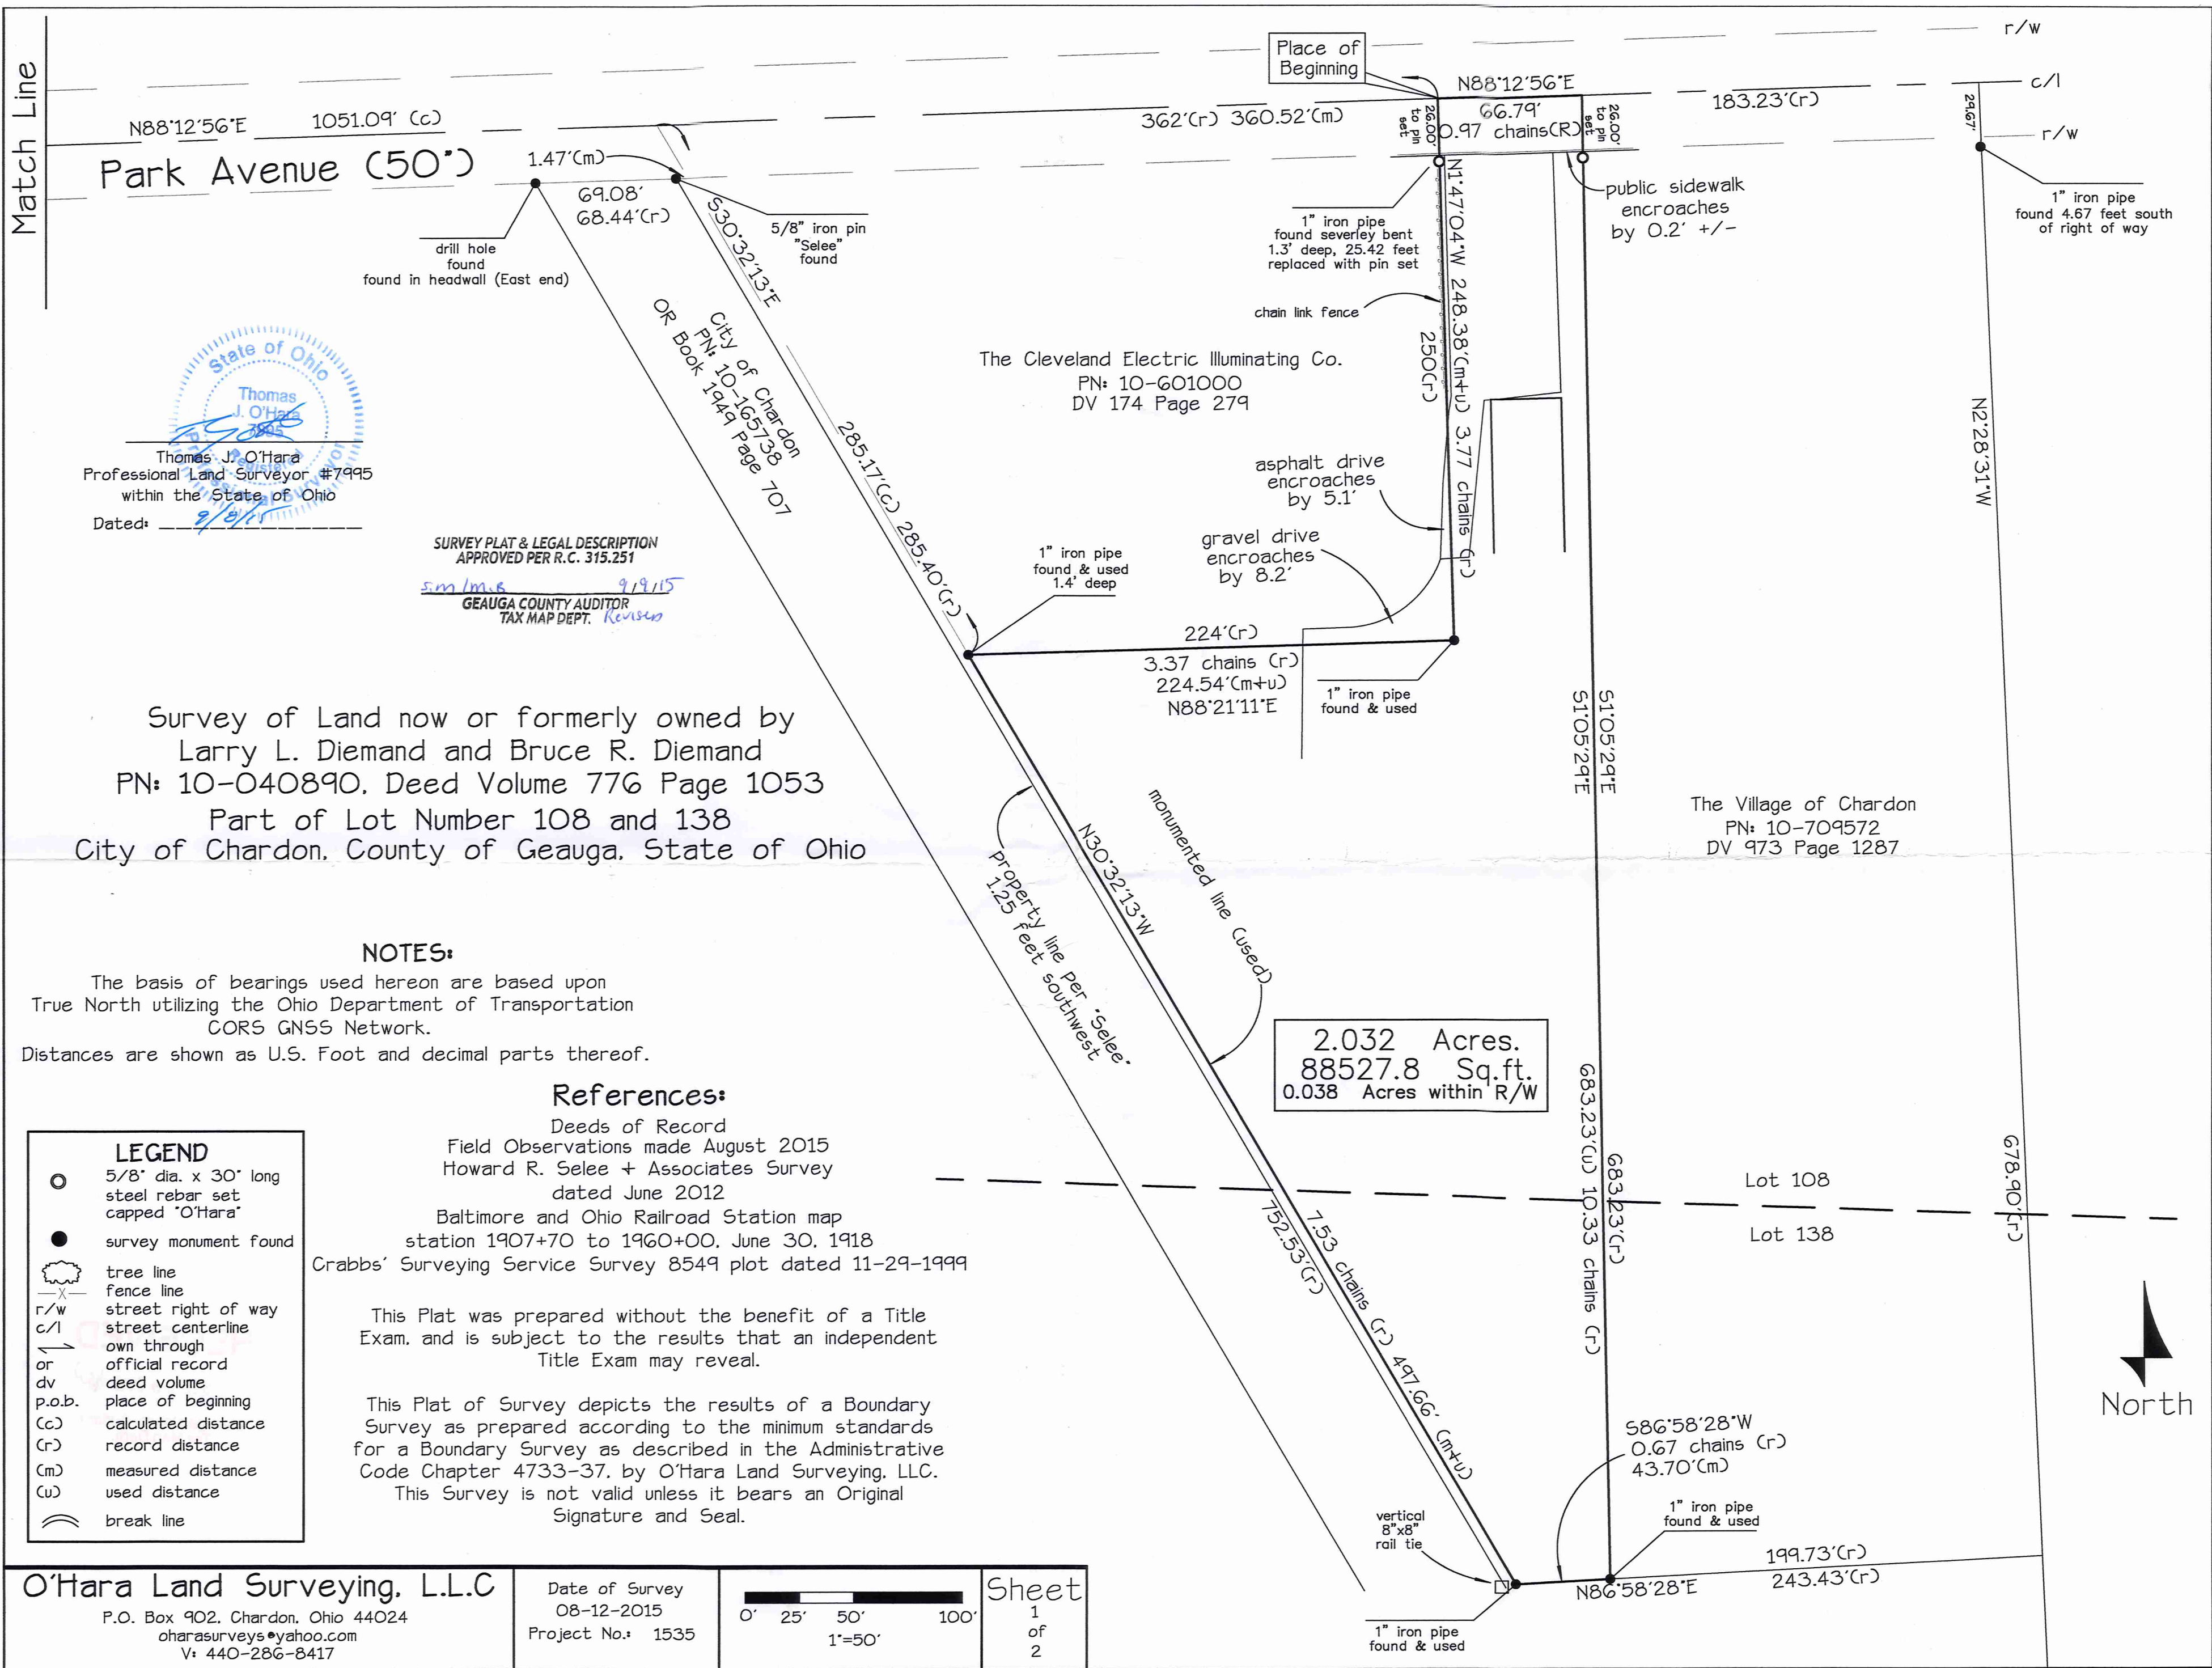 Match Line
r/w
c/l
r/w
Place of
Beginning
N88°12'56"E
66.79'
0.97 chains(R)
26.00'
to pin
set
26.00'
to pin
set
183.23'(r)
29.67'
N88°12'56"E
1051.09' (c)
362'(r) 360.52'(m)
Park Avenue (50")
1.47'(m)
69.08'
68.44'(r)
drill hole
found
found in headwall (East end)
5/8" iron pin
"Selee"
found
S30°32'13"E
1" iron pipe
found severley bent
1.3' deep, 25.42 feet
replaced with pin set
public sidewalk
encroaches
by 0.2' +/-
1" iron pipe
found 4.67 feet south
of right of way
chain link fence
N1°47'04"W 248.38'(m+u) 3.77 chains (r)
250(r)
N2°28'31"W
City of Chardon
PN: 10-165738
OR Book 1949 Page 707
The Cleveland Electric Illuminating Co.
PN: 10-601000
DV 174 Page 279
285.17'(c) 285.40'(r)
asphalt drive
encroaches
by 5.1'
gravel drive
encroaches
by 8.2'
1" iron pipe
found & used
1.4' deep
224'(r)
3.37 chains (r)
224.54'(m+u)
N88°21'11"E
1" iron pipe
found & used
State of Ohio
Thomas
J. O'Hara
7995
Registered
Professional Surveyor
Thomas J. O'Hara
Professional Land Surveyor #7995
within the State of Ohio
Dated: 9/8/15
SURVEY PLAT & LEGAL DESCRIPTION
APPROVED PER R.C. 315.251
S.M/M.B 9/9/15
GEAUGA COUNTY AUDITOR
TAX MAP DEPT. Revised
Survey of Land now or formerly owned by
Larry L. Diemand and Bruce R. Diemand
PN: 10-040890, Deed Volume 776 Page 1053
Part of Lot Number 108 and 138
City of Chardon, County of Geauga, State of Ohio
S1°05'29"E
S1°05'29"E
The Village of Chardon
PN: 10-709572
DV 973 Page 1287
monumented line (used)
N30°32'13"W
Property line Per "Selee"
1.25 feet southwest
NOTES:
The basis of bearings used hereon are based upon
True North utilizing the Ohio Department of Transportation
CORS GNSS Network.
Distances are shown as U.S. Foot and decimal parts thereof.
2.032 Acres.
88527.8 Sq.ft.
0.038 Acres within R/W
References:
Deeds of Record
Field Observations made August 2015
Howard R. Selee + Associates Survey
dated June 2012
Baltimore and Ohio Railroad Station map
station 1907+70 to 1960+00, June 30, 1918
Crabbs' Surveying Service Survey 8549 plot dated 11-29-1999
This Plat was prepared without the benefit of a Title
Exam. and is subject to the results that an independent
Title Exam may reveal.
This Plat of Survey depicts the results of a Boundary
Survey as prepared according to the minimum standards
for a Boundary Survey as described in the Administrative
Code Chapter 4733-37, by O'Hara Land Surveying, LLC.
This Survey is not valid unless it bears an Original
Signature and Seal.
LEGEND
5/8" dia. x 30" long
steel rebar set
capped "O'Hara"
survey monument found
tree line
X fence line
r/w street right of way
c/l street centerline
own through
or official record
dv deed volume
p.o.b. place of beginning
(c) calculated distance
(r) record distance
(m) measured distance
(u) used distance
break line
683.23'(u) 10.33 chains (r)
683.23'(r)
678.90'(r)
Lot 108
Lot 138
7.53 chains (r) 497.66' (m+u)
752.53'(r)
North
S86°58'28"W
0.67 chains (r)
43.70'(m)
1" iron pipe
found & used
vertical
8"x8"
rail tie
N86°58'28"E
199.73'(r)
243.43'(r)
1" iron pipe
found & used
O'Hara Land Surveying, L.L.C
P.O. Box 902, Chardon, Ohio 44024
oharasurveys@yahoo.com
V: 440-286-8417
Date of Survey
08-12-2015
Project No.: 1535
0' 25' 50' 100'
1"=50'
Sheet
1
of
2